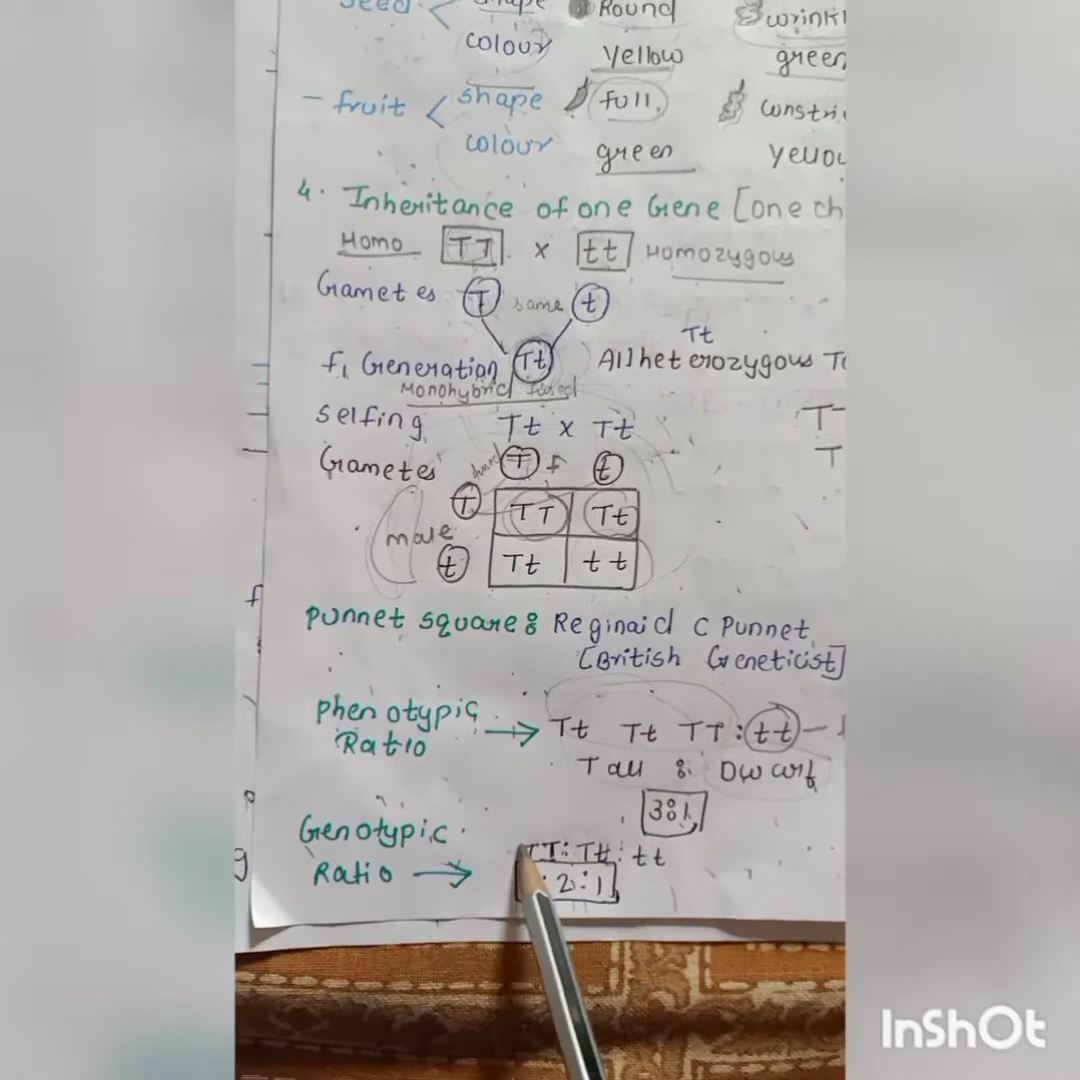 Seed. < shape Round wrinkl
colour yellow green
- fruit < shape full, constri
colour green yellou
4. Inheritance of one Gene [one ch
Homo TT x tt Homozygous
Gametes T same t
Tt
f1 Generation Tt All heterozygous T
Monohybrid fused
Selfing Tt x Tt T
Gametes T f t T
T TT Tt
male
t Tt tt
f
punnet square: Reginald C Punnet
[British Geneticist]
phenotypic Ratio → Tt Tt TT : tt -
Tall : Dwarf
3:1
Genotypic
TT : Tt : tt
Ratio → : 2 : 1
g
InShOt